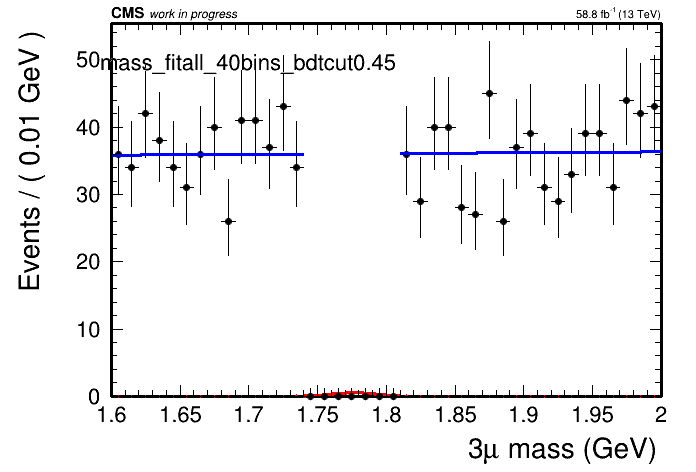 CMS work in progress
58.8 fb⁻¹ (13 TeV)
mass_fitall_40bins_bdtcut0.45
Events / ( 0.01 GeV )
50
40
30
20
10
0
1.6 1.65 1.7 1.75 1.8 1.85 1.9 1.95 2
3μ mass (GeV)